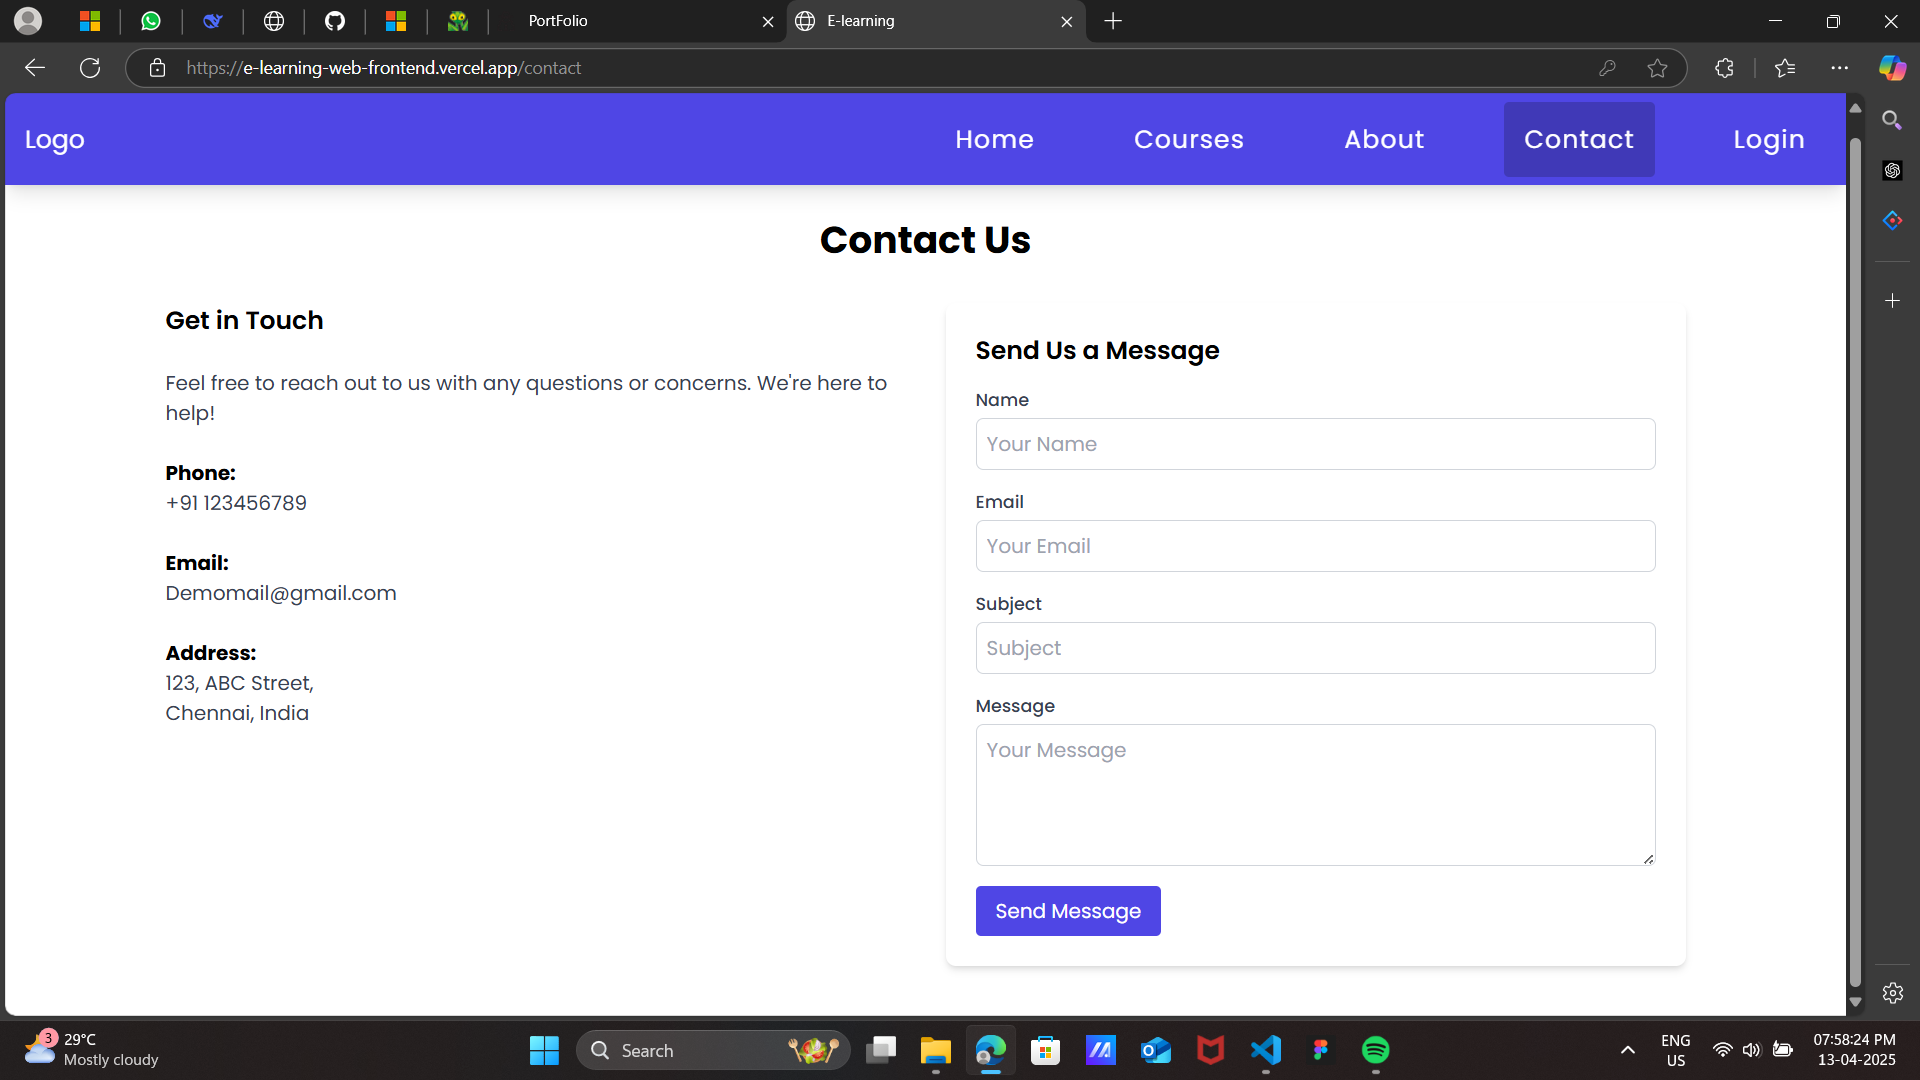 PortFolio
E-learning
https://e-learning-web-frontend.vercel.app/contact
Logo
Home
Courses
About
Contact
Login
Contact Us
Get in Touch
Feel free to reach out to us with any questions or concerns. We're here to
help!
Phone:
+91 123456789
Email:
Demomail@gmail.com
Address:
123, ABC Street,
Chennai, India
Send Us a Message
Name
Your Name
Email
Your Email
Subject
Subject
Message
Your Message
Send Message
3
29°C
Mostly cloudy
Search
ENG
US
07:58:24 PM
13-04-2025